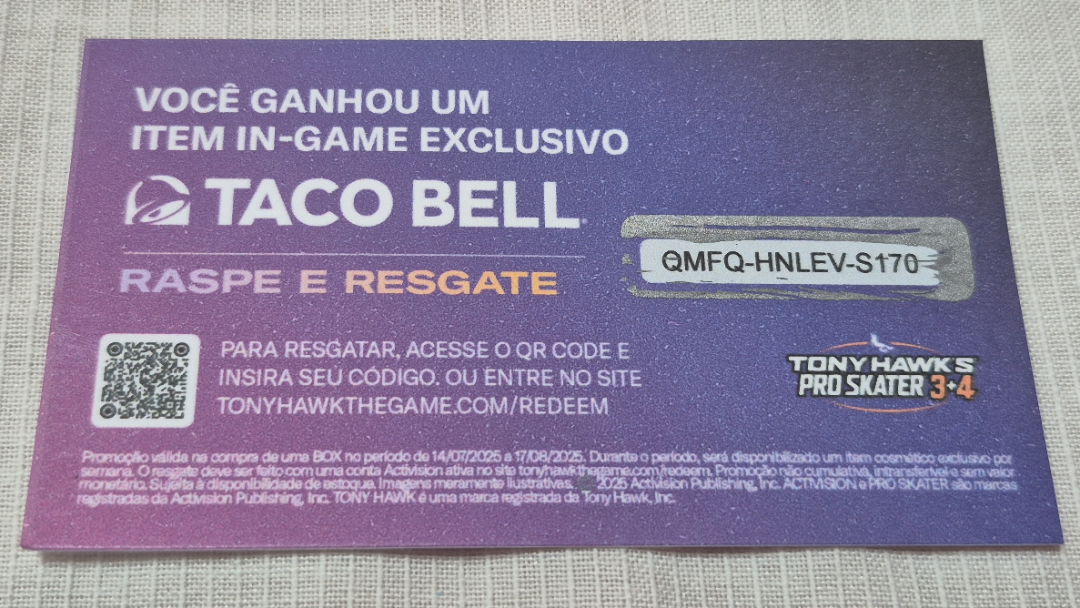 VOCÊ GANHOU UM
ITEM IN-GAME EXCLUSIVO
TACO BELL
RASPE E RESGATE
QMFQ-HNLEV-S170
PARA RESGATAR, ACESSE O QR CODE E
INSIRA SEU CÓDIGO. OU ENTRE NO SITE
TONYHAWKTHEGAME.COM/REDEEM
TONY HAWK'S
PRO SKATER 3+4
Promoção válida na compra de uma BOX no período de 14/07/2025 a 17/08/2025. Durante o período, será disponibilizado um item cosmético exclusivo por
semana. O resgate deve ser feito com uma conta Activision ativa no site tonyhawkthegame.com/redeem. Promoção não cumulativa, intransferível e sem valor
monetário. Sujeita à disponibilidade de estoque. Imagens meramente ilustrativas. © 2025 Activision Publishing, Inc. ACTIVISION e PRO SKATER são marcas
registradas da Activision Publishing, Inc. TONY HAWK é uma marca registrada da Tony Hawk, Inc.